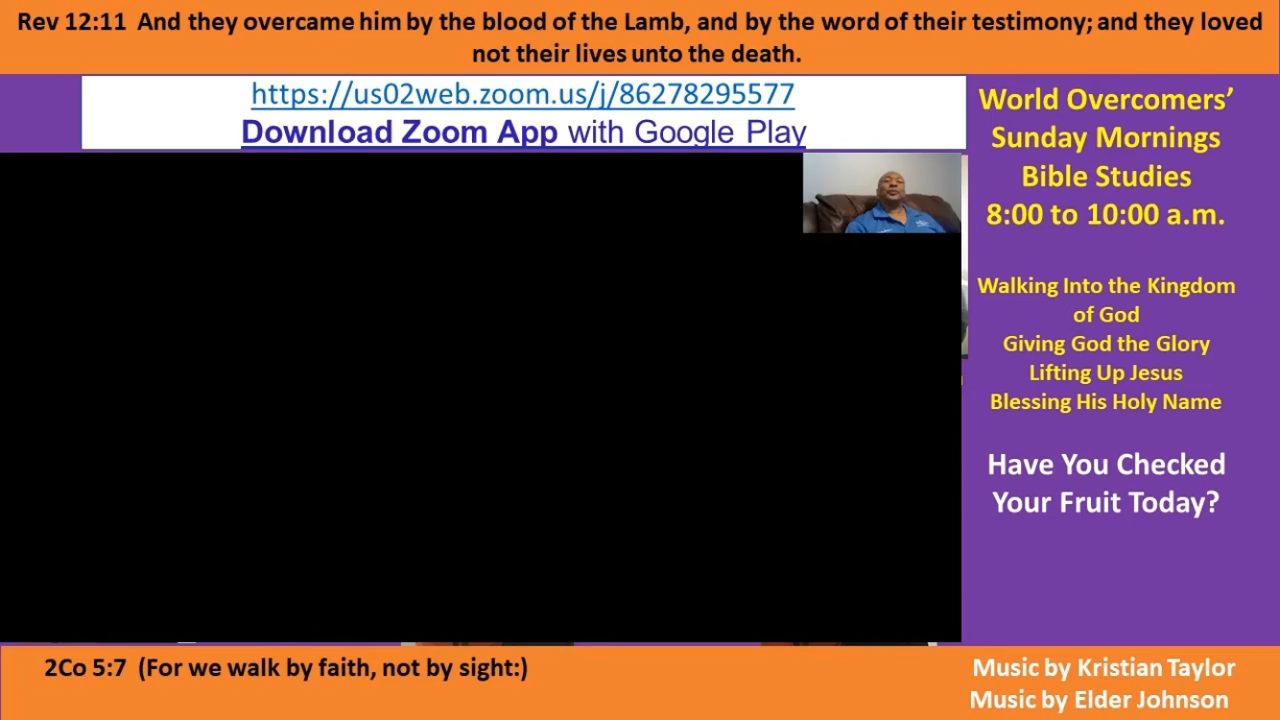 Rev 12:11 And they overcame him by the blood of the Lamb, and by the word of their testimony; and they loved
not their lives unto the death.
https://us02web.zoom.us/j/86278295577
Download Zoom App with Google Play
World Overcomers’
Sunday Mornings
Bible Studies
8:00 to 10:00 a.m.
Walking Into the Kingdom
of God
Giving God the Glory
Lifting Up Jesus
Blessing His Holy Name
Have You Checked
Your Fruit Today?
2Co 5:7 (For we walk by faith, not by sight:)
Music by Kristian Taylor
Music by Elder Johnson